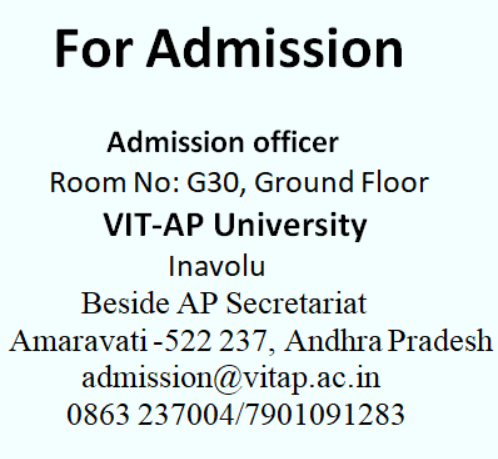 For Admission
Admission officer
Room No: G30, Ground Floor
VIT-AP University
Inavolu
Beside AP Secretariat
Amaravati -522 237, Andhra Pradesh
admission@vitap.ac.in
0863 237004/7901091283